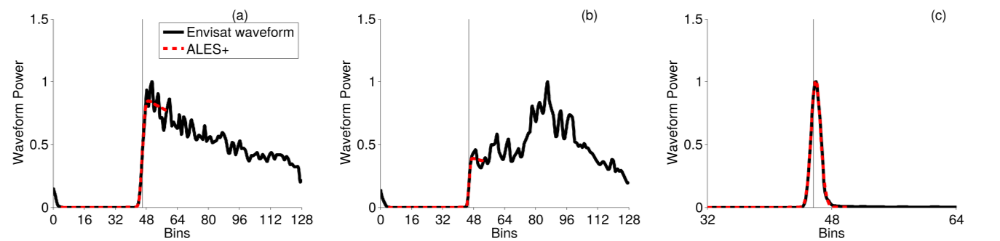 (a)
1.5
1
0.5
0
Waveform Power
Envisat waveform
ALES+
0 16 32 48 64 80 96 112 128
Bins
(b)
1.5
1
0.5
0
Waveform Power
0 16 32 48 64 80 96 112 128
Bins
(c)
1.5
1
0.5
0
Waveform Power
32 48 64
Bins